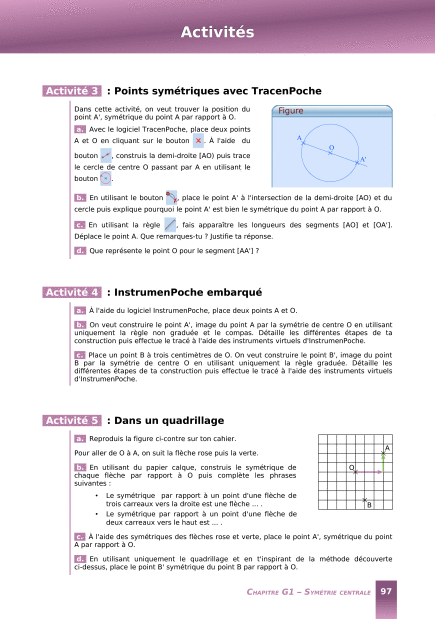 Activités
Activité 3 : Points symétriques avec TracenPoche
Dans cette activité, on veut trouver la position du
point A', symétrique du point A par rapport à O.
a. Avec le logiciel TracenPoche, place deux points
A et O en cliquant sur le bouton . À l'aide du
bouton , construis la demi-droite [AO) puis trace
le cercle de centre O passant par A en utilisant le
bouton .
Figure
A
O
A'
b. En utilisant le bouton , place le point A' à l'intersection de la demi-droite [AO) et du
cercle puis explique pourquoi le point A' est bien le symétrique du point A par rapport à O.
c. En utilisant la règle , fais apparaître les longueurs des segments [AO] et [OA'].
Déplace le point A. Que remarques-tu ? Justifie ta réponse.
d. Que représente le point O pour le segment [AA'] ?
Activité 4 : InstrumenPoche embarqué
a. À l'aide du logiciel InstrumenPoche, place deux points A et O.
b. On veut construire le point A', image du point A par la symétrie de centre O en utilisant
uniquement la règle non graduée et le compas. Détaille les différentes étapes de ta
construction puis effectue le tracé à l'aide des instruments virtuels d'InstrumenPoche.
c. Place un point B à trois centimètres de O. On veut construire le point B', image du point
B par la symétrie de centre O en utilisant uniquement la règle graduée. Détaille les
différentes étapes de ta construction puis effectue le tracé à l'aide des instruments virtuels
d'InstrumenPoche.
Activité 5 : Dans un quadrillage
a. Reproduis la figure ci-contre sur ton cahier.
Pour aller de O à A, on suit la flèche rose puis la verte.
b. En utilisant du papier calque, construis le symétrique de
chaque flèche par rapport à O puis complète les phrases
suivantes :
• Le symétrique par rapport à un point d'une flèche de
trois carreaux vers la droite est une flèche ... .
• Le symétrique par rapport à un point d'une flèche de
deux carreaux vers le haut est ... .
A
O
B
c. À l'aide des symétriques des flèches rose et verte, place le point A', symétrique du point
A par rapport à O.
d. En utilisant uniquement le quadrillage et en t'inspirant de la méthode découverte
ci-dessus, place le point B' symétrique du point B par rapport à O.
Chapitre G1 – Symétrie centrale 97